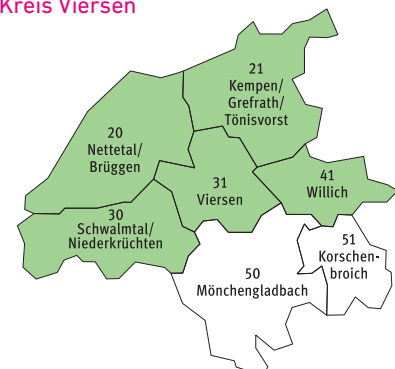 Kreis Viersen
21
Kempen/
Grefrath/
Tönisvorst
20
Nettetal/
Brüggen
31
Viersen
41
Willich
30
Schwalmtal/
Niederkrüchten
51
Korschen-
broich
50
Mönchengladbach